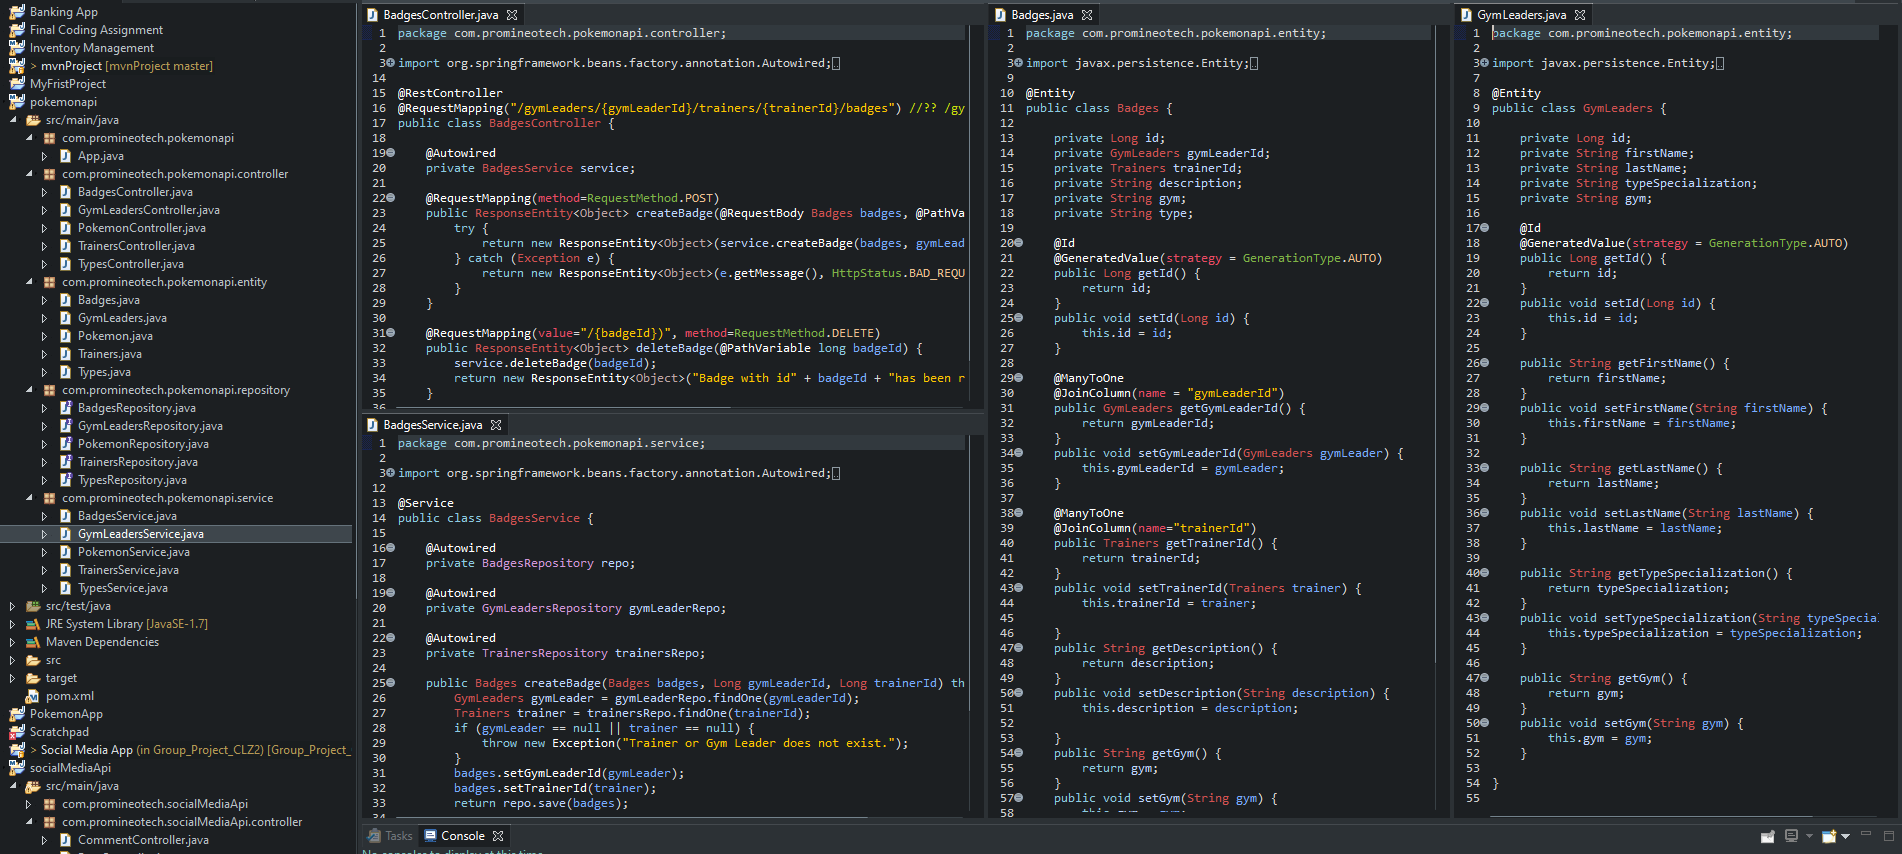 Banking App
Final Coding Assignment
Inventory Management
> mvnProject [mvnProject master]
MyFristProject
pokemonapi
src/main/java
com.promineotech.pokemonapi
App.java
com.promineotech.pokemonapi.controller
BadgesController.java
GymLeadersController.java
PokemonController.java
TrainersController.java
TypesController.java
com.promineotech.pokemonapi.entity
Badges.java
GymLeaders.java
Pokemon.java
Trainers.java
Types.java
com.promineotech.pokemonapi.repository
BadgesRepository.java
GymLeadersRepository.java
PokemonRepository.java
TrainersRepository.java
TypesRepository.java
com.promineotech.pokemonapi.service
BadgesService.java
GymLeadersService.java
PokemonService.java
TrainersService.java
TypesService.java
src/test/java
JRE System Library [JavaSE-1.7]
Maven Dependencies
src
target
pom.xml
PokemonApp
Scratchpad
> Social Media App (in Group_Project_CLZ2) [Group_Project_
socialMediaApi
src/main/java
com.promineotech.socialMediaApi
com.promineotech.socialMediaApi.controller
CommentController.java
BadgesController.java
1 package com.promineotech.pokemonapi.controller;
2
3 import org.springframework.beans.factory.annotation.Autowired;
14
15 @RestController
16 @RequestMapping("/gymLeaders/{gymLeaderId}/trainers/{trainerId}/badges") //?? /gy
17 public class BadgesController {
18
19 @Autowired
20 private BadgesService service;
21
22 @RequestMapping(method=RequestMethod.POST)
23 public ResponseEntity<Object> createBadge(@RequestBody Badges badges, @PathVa
24 try {
25 return new ResponseEntity<Object>(service.createBadge(badges, gymLead
26 } catch (Exception e) {
27 return new ResponseEntity<Object>(e.getMessage(), HttpStatus.BAD_REQU
28 }
29 }
30
31 @RequestMapping(value="/{badgeId})", method=RequestMethod.DELETE)
32 public ResponseEntity<Object> deleteBadge(@PathVariable long badgeId) {
33 service.deleteBadge(badgeId);
34 return new ResponseEntity<Object>("Badge with id" + badgeId + "has been r
35 }
36
BadgesService.java
1 package com.promineotech.pokemonapi.service;
2
3 import org.springframework.beans.factory.annotation.Autowired;
12
13 @Service
14 public class BadgesService {
15
16 @Autowired
17 private BadgesRepository repo;
18
19 @Autowired
20 private GymLeadersRepository gymLeaderRepo;
21
22 @Autowired
23 private TrainersRepository trainersRepo;
24
25 public Badges createBadge(Badges badges, Long gymLeaderId, Long trainerId) th
26 GymLeaders gymLeader = gymLeaderRepo.findOne(gymLeaderId);
27 Trainers trainer = trainersRepo.findOne(trainerId);
28 if (gymLeader == null || trainer == null) {
29 throw new Exception("Trainer or Gym Leader does not exist.");
30 }
31 badges.setGymLeaderId(gymLeader);
32 badges.setTrainerId(trainer);
33 return repo.save(badges);
34
Badges.java
1 package com.promineotech.pokemonapi.entity;
2
3 import javax.persistence.Entity;
9
10 @Entity
11 public class Badges {
12
13 private Long id;
14 private GymLeaders gymLeaderId;
15 private Trainers trainerId;
16 private String description;
17 private String gym;
18 private String type;
19
20 @Id
21 @GeneratedValue(strategy = GenerationType.AUTO)
22 public Long getId() {
23 return id;
24 }
25 public void setId(Long id) {
26 this.id = id;
27 }
28
29 @ManyToOne
30 @JoinColumn(name = "gymLeaderId")
31 public GymLeaders getGymLeaderId() {
32 return gymLeaderId;
33 }
34 public void setGymLeaderId(GymLeaders gymLeader) {
35 this.gymLeaderId = gymLeader;
36 }
37
38 @ManyToOne
39 @JoinColumn(name="trainerId")
40 public Trainers getTrainerId() {
41 return trainerId;
42 }
43 public void setTrainerId(Trainers trainer) {
44 this.trainerId = trainer;
45
46 }
47 public String getDescription() {
48 return description;
49 }
50 public void setDescription(String description) {
51 this.description = description;
52
53 }
54 public String getGym() {
55 return gym;
56 }
57 public void setGym(String gym) {
58
GymLeaders.java
1 package com.promineotech.pokemonapi.entity;
2
3 import javax.persistence.Entity;
7
8 @Entity
9 public class GymLeaders {
10
11 private Long id;
12 private String firstName;
13 private String lastName;
14 private String typeSpecialization;
15 private String gym;
16
17 @Id
18 @GeneratedValue(strategy = GenerationType.AUTO)
19 public Long getId() {
20 return id;
21 }
22 public void setId(Long id) {
23 this.id = id;
24 }
25
26 public String getFirstName() {
27 return firstName;
28 }
29 public void setFirstName(String firstName) {
30 this.firstName = firstName;
31 }
32
33 public String getLastName() {
34 return lastName;
35 }
36 public void setLastName(String lastName) {
37 this.lastName = lastName;
38 }
39
40 public String getTypeSpecialization() {
41 return typeSpecialization;
42 }
43 public void setTypeSpecialization(String typeSpecia
44 this.typeSpecialization = typeSpecialization;
45 }
46
47 public String getGym() {
48 return gym;
49 }
50 public void setGym(String gym) {
51 this.gym = gym;
52 }
53
54 }
55
Tasks
Console